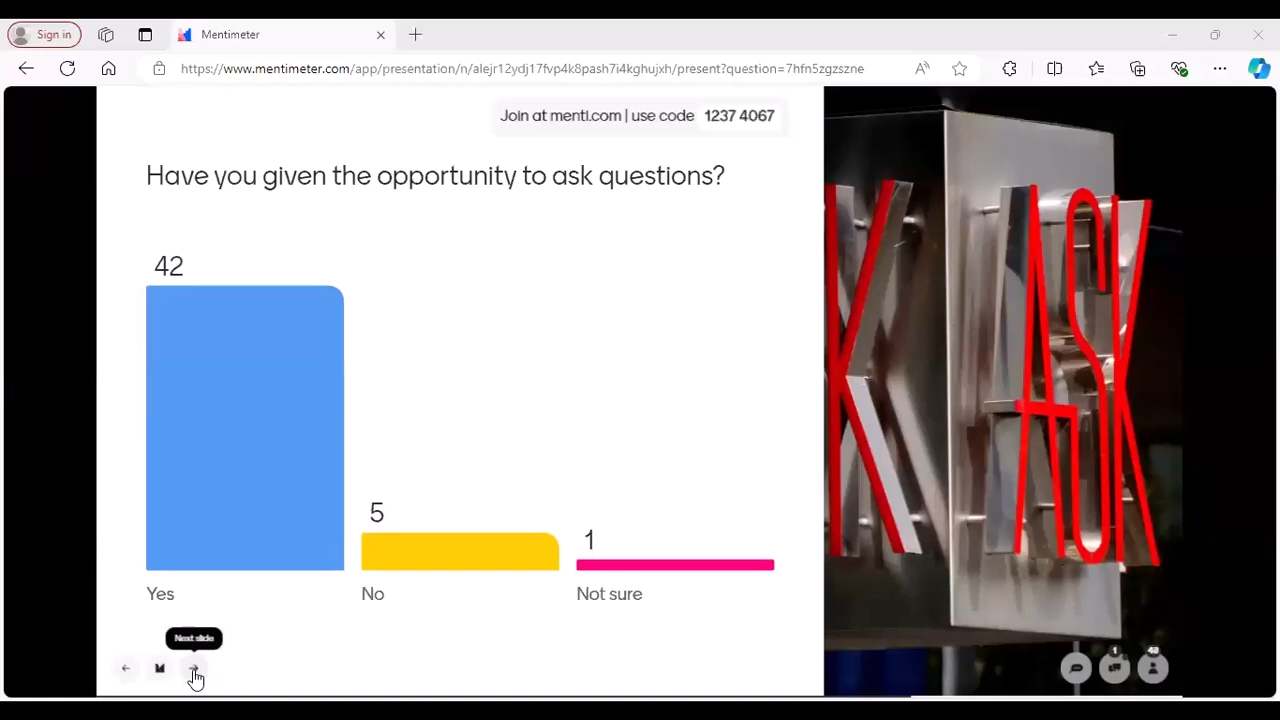 Sign in
Mentimeter
https://www.mentimeter.com/app/presentation/n/alejr12ydj17fvp4k8pash7i4kghujxh/present?question=7hfn5zgzszne
Join at menti.com | use code 1237 4067
Have you given the opportunity to ask questions?
42
5
1
Yes
No
Not sure
Next slide
K
ASK
1
48